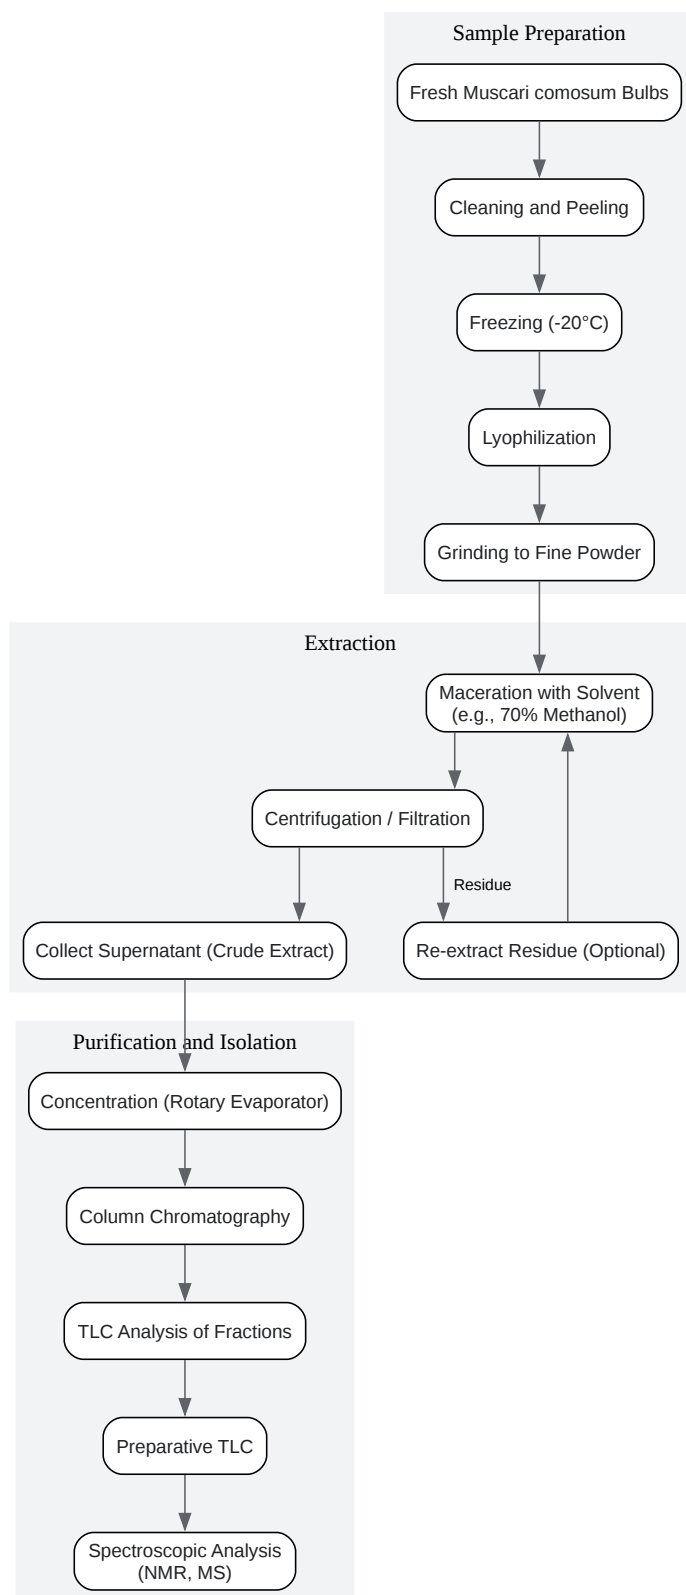 Sample Preparation
Fresh Muscari comosum Bulbs
Cleaning and Peeling
Freezing (-20°C)
Lyophilization
Grinding to Fine Powder
Extraction
Maceration with Solvent
(e.g., 70% Methanol)
Centrifugation / Filtration
Residue
Collect Supernatant (Crude Extract)
Re-extract Residue (Optional)
Purification and Isolation
Concentration (Rotary Evaporator)
Column Chromatography
TLC Analysis of Fractions
Preparative TLC
Spectroscopic Analysis
(NMR, MS)